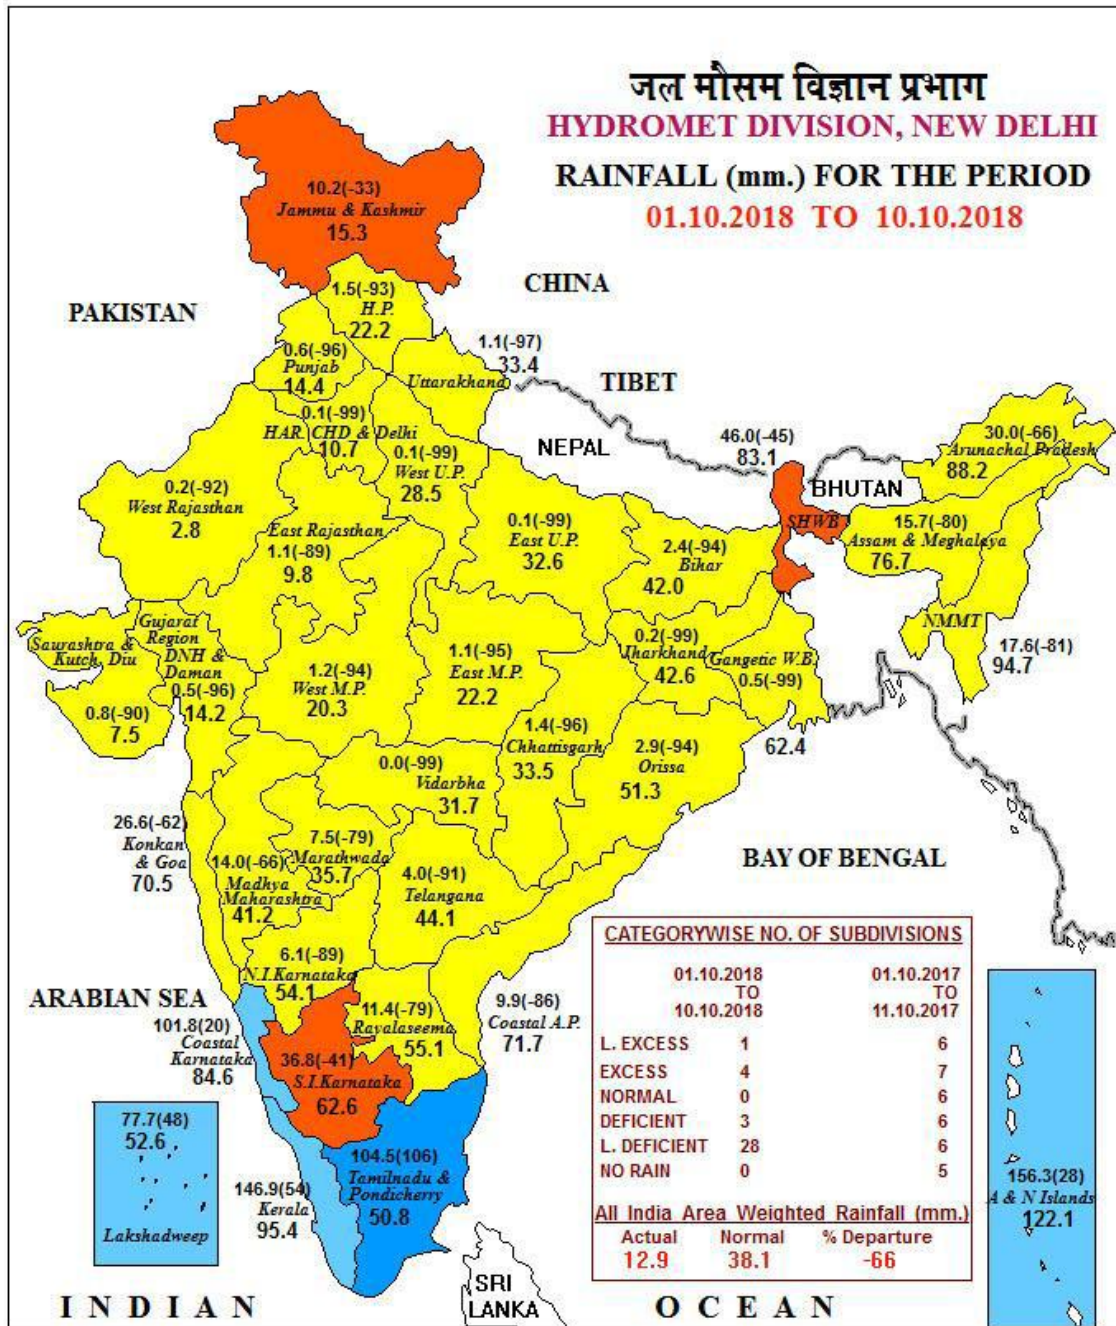 जल मौसम विज्ञान प्रभाग
HYDROMET DIVISION, NEW DELHI
RAINFALL (mm.) FOR THE PERIOD
01.10.2018 TO 10.10.2018
10.2(-33)
Jammu & Kashmir
15.3
CHINA
PAKISTAN
1.5(-93)
H.P.
22.2
0.6(-96)
Punjab
14.4
1.1(-97)
33.4
Uttarakhand
TIBET
0.1(-99)
HAR. CHD & Delhi
10.7
NEPAL
46.0(-45)
83.1
30.0(-66)
Arunachal Pradesh
88.2
0.1(-99)
West U.P.
28.5
BHUTAN
0.2(-92)
West Rajasthan
2.8
East Rajasthan
1.1(-89)
9.8
0.1(-99)
East U.P.
32.6
2.4(-94)
Bihar
42.0
SHWB
15.7(-80)
Assam & Meghalaya
76.7
Saurashtra &
Kutch, Diu
0.8(-90)
7.5
Gujarat
Region
DNH &
Daman
0.5(-96)
14.2
1.2(-94)
West M.P.
20.3
1.1(-95)
East M.P.
22.2
0.2(-99)
Jharkhand
42.6
Gangetic W.B.
0.5(-99)
62.4
NMMT
17.6(-81)
94.7
1.4(-96)
Chhattisgarh
33.5
2.9(-94)
Orissa
51.3
0.0(-99)
Vidarbha
31.7
26.6(-62)
Konkan
& Goa
70.5
14.0(-66)
Madhya
Maharashtra
41.2
7.5(-79)
Marathwada
35.7
4.0(-91)
Telangana
44.1
BAY OF BENGAL
6.1(-89)
N.I.Karnataka
54.1
ARABIAN SEA
101.8(20)
Coastal
Karnataka
84.6
11.4(-79)
Rayalaseema
55.1
9.9(-86)
Coastal A.P.
71.7
36.8(-41)
S.I.Karnataka
62.6
77.7(48)
52.6
Lakshadweep
146.9(54)
Kerala
95.4
104.5(106)
Tamilnadu &
Pondicherry
50.8
CATEGORYWISE NO. OF SUBDIVISIONS
01.10.2018 01.10.2017
TO TO
10.10.2018 11.10.2017
L. EXCESS 1 6
EXCESS 4 7
NORMAL 0 6
DEFICIENT 3 6
L. DEFICIENT 28 6
NO RAIN 0 5
All India Area Weighted Rainfall (mm.)
Actual Normal % Departure
12.9 38.1 -66
156.3(28)
A & N Islands
122.1
SRI
LANKA
INDIAN OCEAN